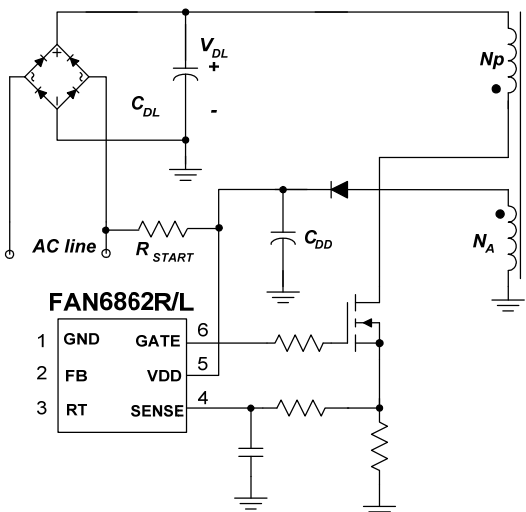 V_DL
+
C_DL
-
Np
AC line
R_START
C_DD
N_A
FAN6862R/L
1 GND GATE 6
2 FB VDD 5
3 RT SENSE 4